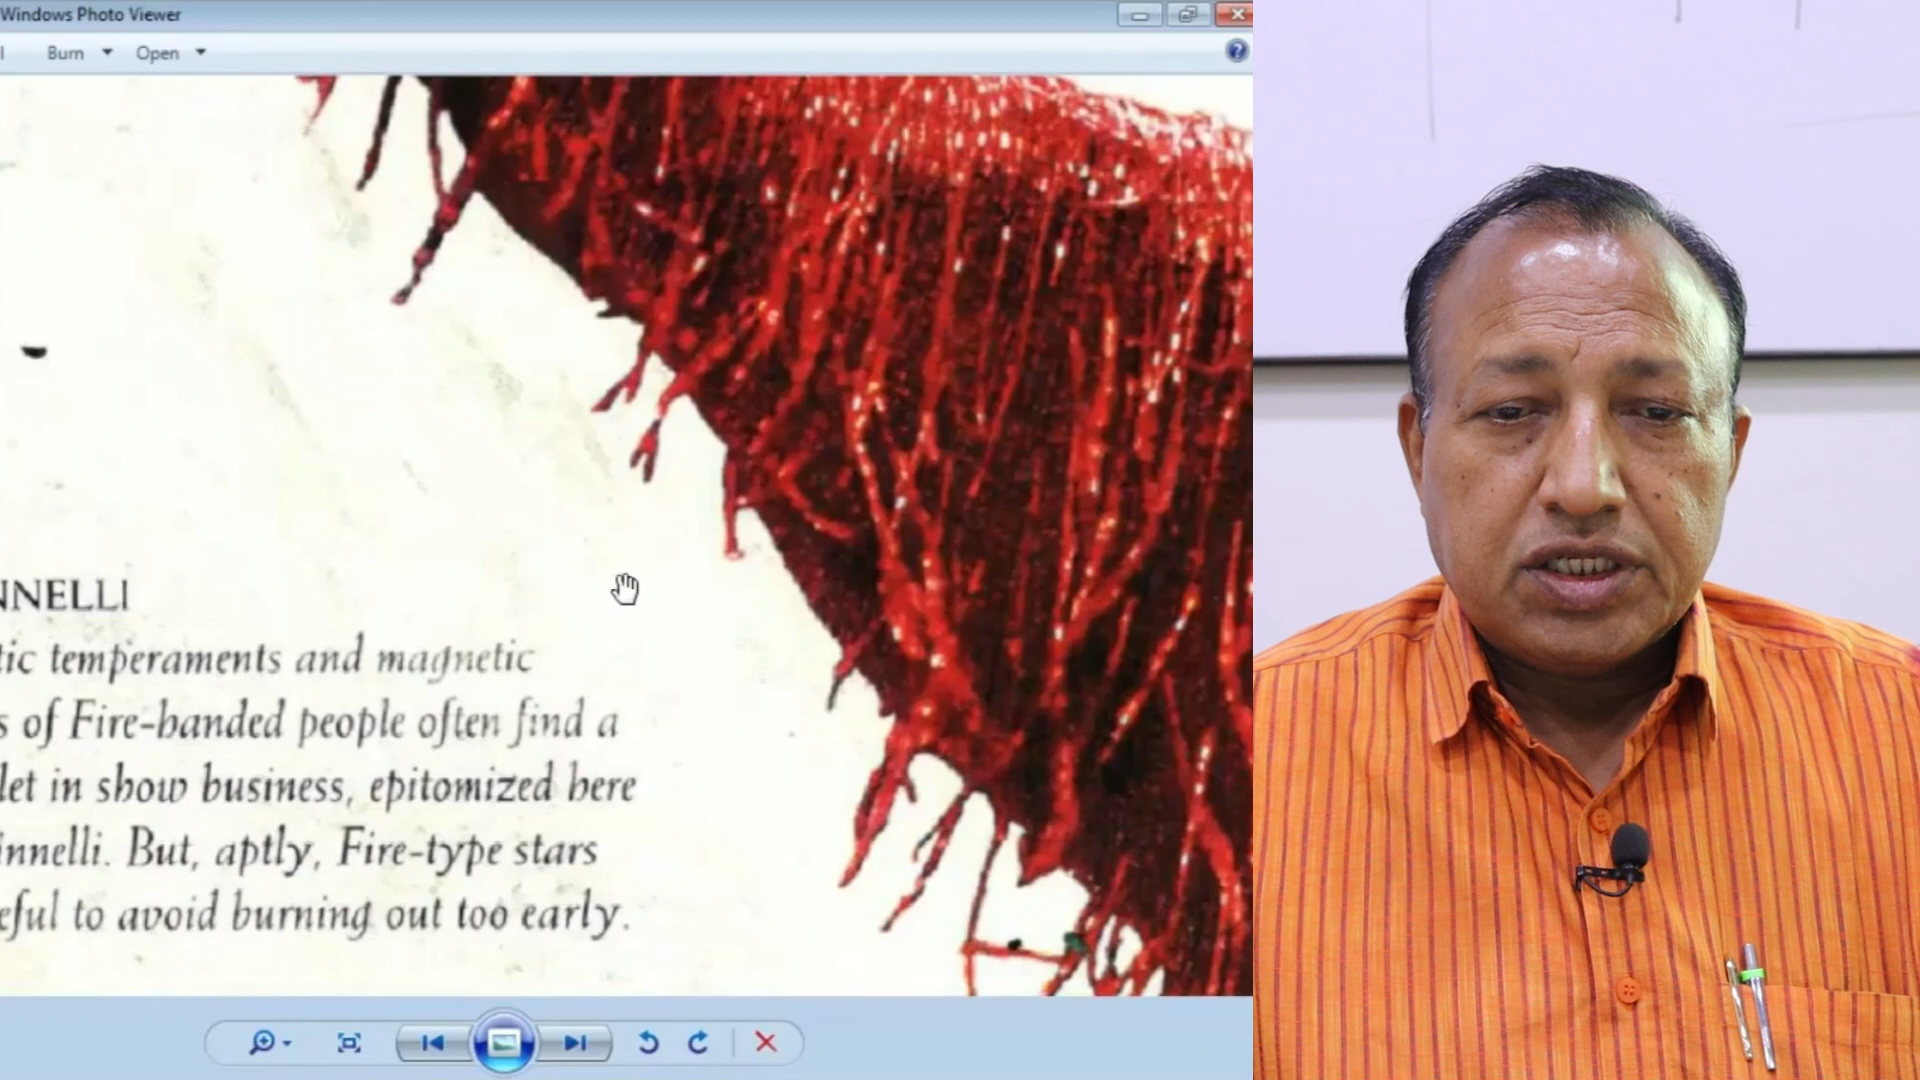 Windows Photo Viewer
Burn Open
NNELLI
tic temperaments and magnetic
s of Fire-banded people often find a
let in show business, epitomized here
innelli. But, aptly, Fire-type stars
eful to avoid burning out too early.